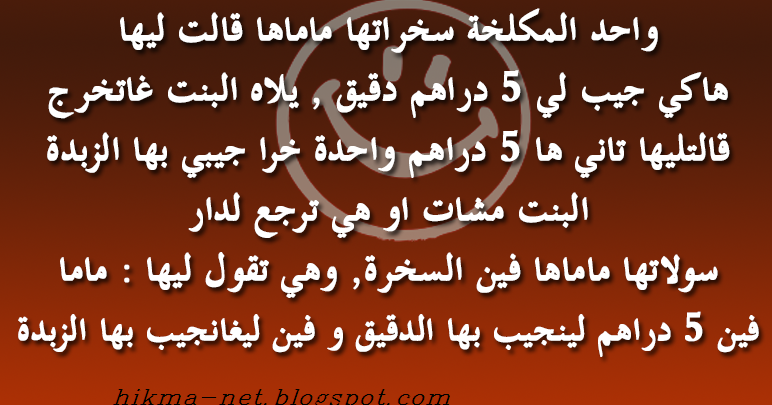 واحد المكلخة سخراتها ماماها قالت ليها
هاكي جيب لي 5 دراهم دقيق , يلاه البنت غاتخرج
قالتليها تاني ها 5 دراهم واحدة خرا جيبي بها الزبدة
البنت مشات او هي ترجع لدار
سولاتها ماماها فين السخرة, وهي تقول ليها : ماما
فين 5 دراهم لينجيب بها الدقيق و فين ليغانجيب بها الزبدة
hikma-net.blogspot.com